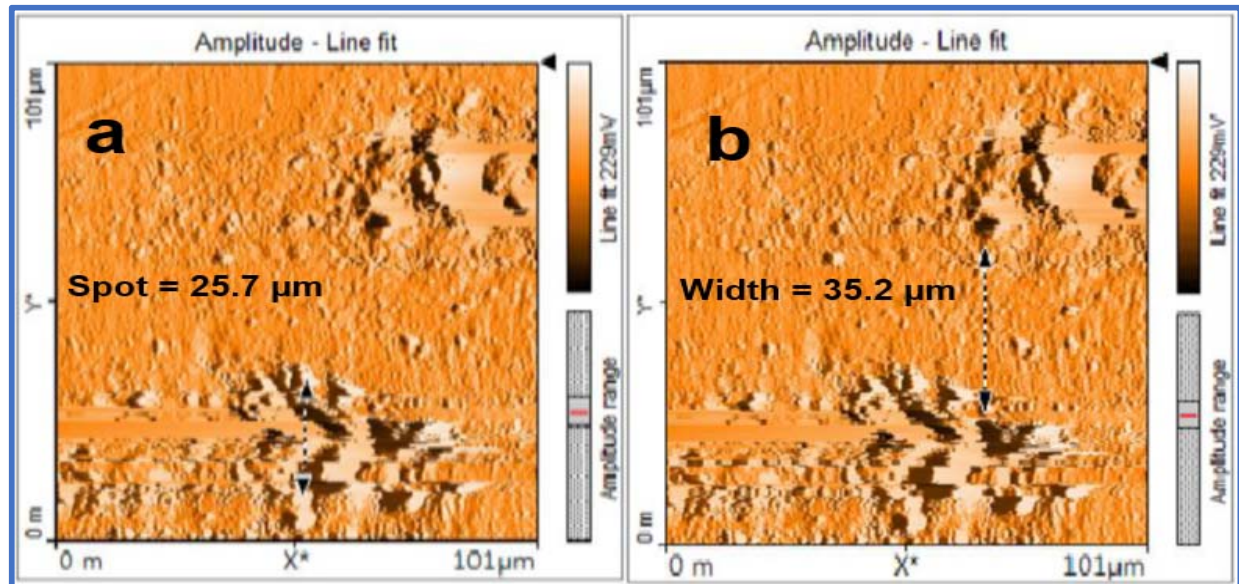 Amplitude - Line fit
101µm
a
Spot = 25.7 µm
Y*
0 m
0 m
X*
101µm
Line fit 229mV
Amplitude range
Amplitude - Line fit
101µm
b
Width = 35.2 µm
Y*
0 m
0 m
X*
101µm
Line fit 229mV
Amplitude range